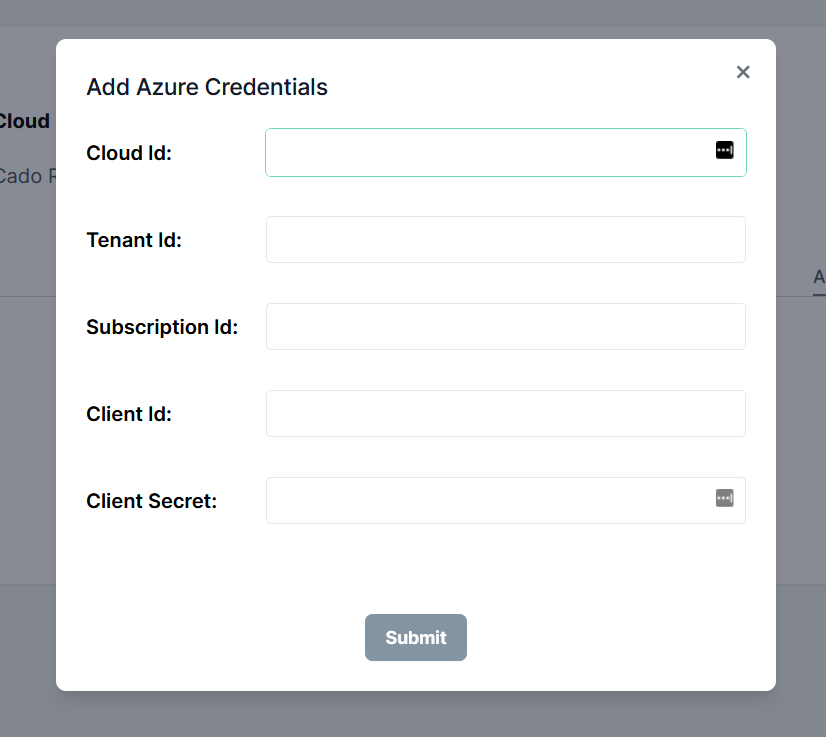 Add Azure Credentials
Cloud
Cloud Id:
Cado
Tenant Id:
A
Subscription Id:
Client Id:
Client Secret:
Submit